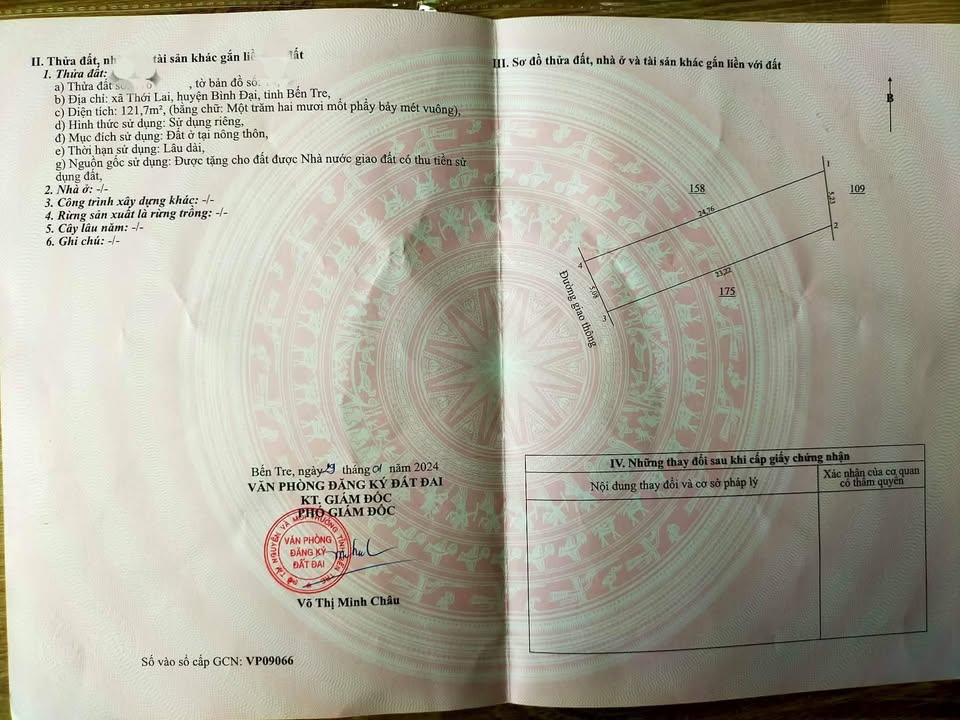 II. Thửa đất, nh tài sản khác gắn liề đất
1. Thửa đất:
a) Thửa đất số , tờ bản đồ số:
b) Địa chỉ: xã Thới Lai, huyện Bình Đại, tỉnh Bến Tre,
c) Diện tích: 121,7m², (bằng chữ: Một trăm hai mươi mốt phẩy bảy mét vuông),
d) Hình thức sử dụng: Sử dụng riêng,
đ) Mục đích sử dụng: Đất ở tại nông thôn,
e) Thời hạn sử dụng: Lâu dài,
g) Nguồn gốc sử dụng: Được tặng cho đất được Nhà nước giao đất có thu tiền sử
dụng đất,
2. Nhà ở: -/-
3. Công trình xây dựng khác: -/-
4. Rừng sản xuất là rừng trồng: -/-
5. Cây lâu năm: -/-
6. Ghi chú: -/-
Bến Tre, ngày 29 tháng 01 năm 2024
VĂN PHÒNG ĐĂNG KÝ ĐẤT ĐAI
KT. GIÁM ĐỐC
PHÓ GIÁM ĐỐC
VĂN PHÒNG
ĐĂNG KÝ
ĐẤT ĐAI
Võ Thị Minh Châu
Số vào sổ cấp GCN: VP09066
III. Sơ đồ thửa đất, nhà ở và tài sản khác gắn liền với đất
B
1
158
109
24,76
5,23
2
4
23,22
175
5,08
3
Đường giao thông
IV. Những thay đổi sau khi cấp giấy chứng nhận
Nội dung thay đổi và cơ sở pháp lý
Xác nhận của cơ quan
có thẩm quyền